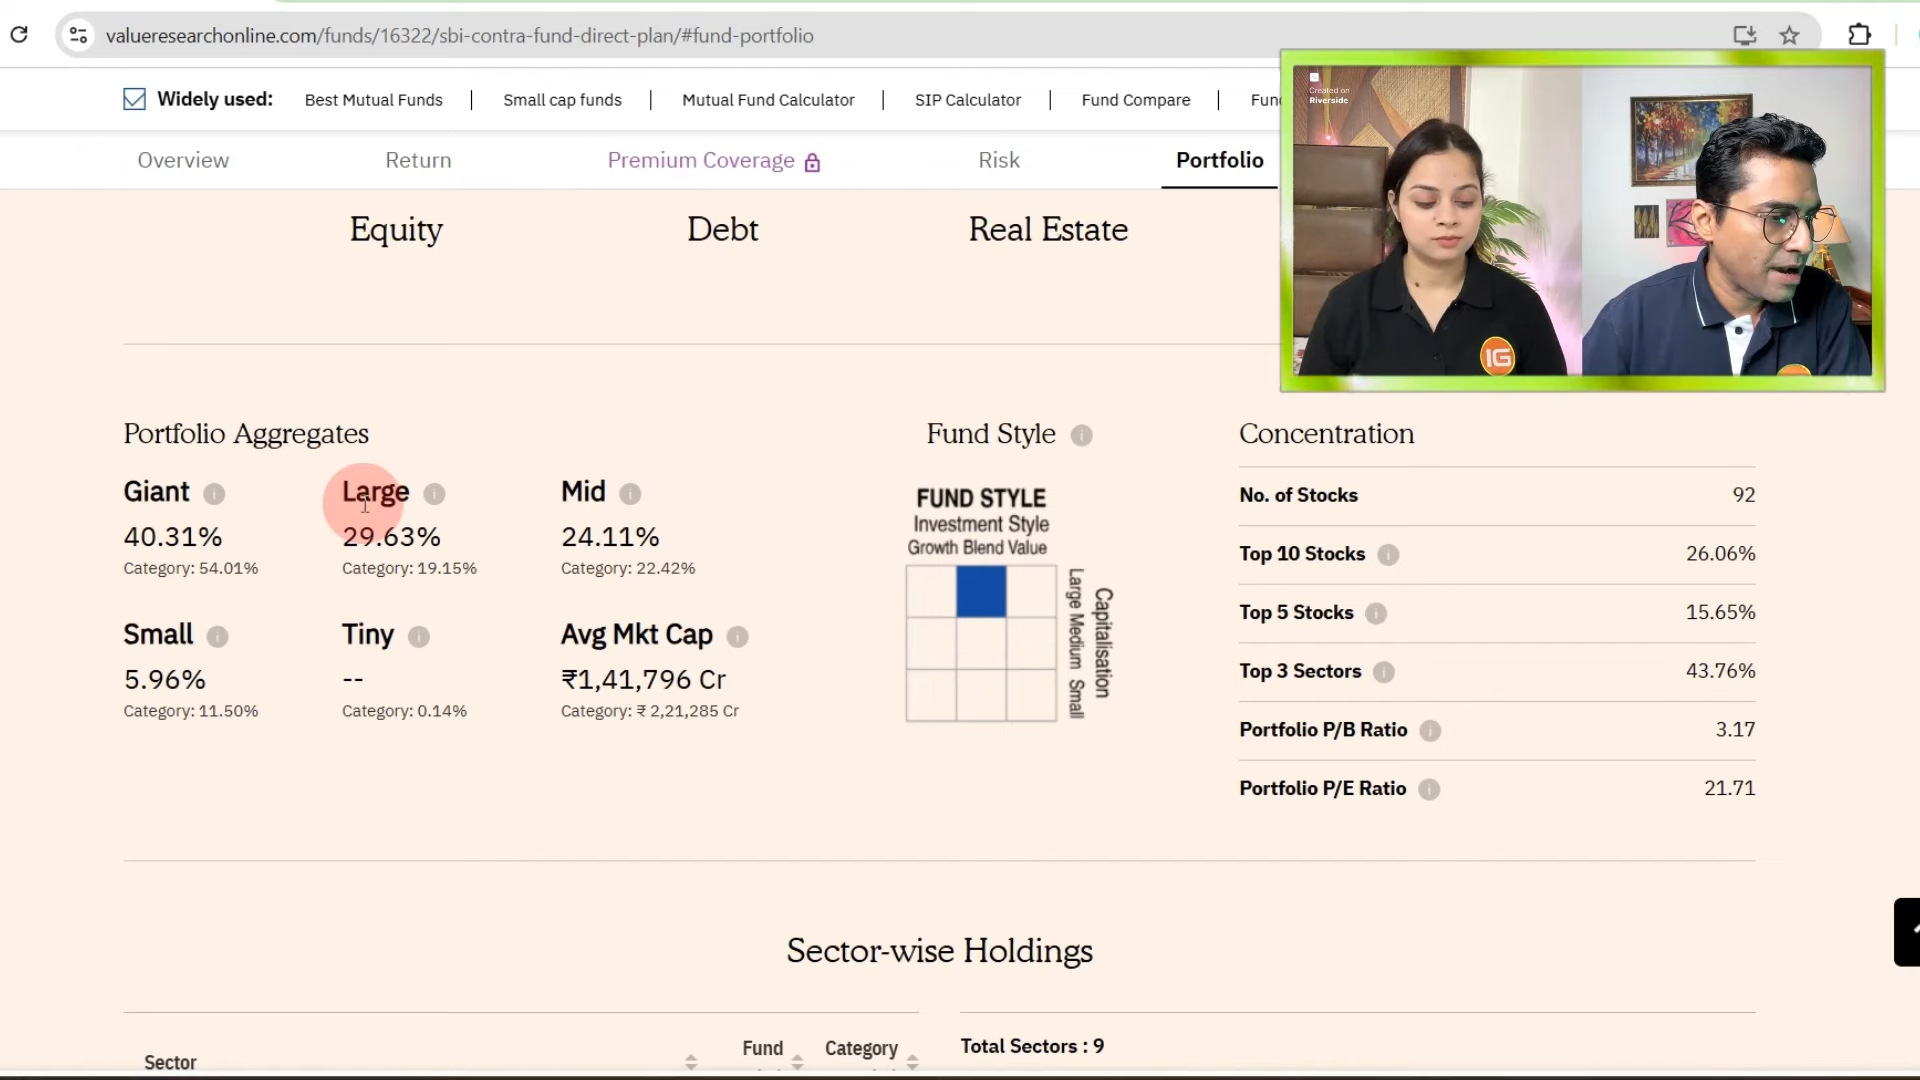 valueresearchonline.com/funds/16322/sbi-contra-fund-direct-plan/#fund-portfolio
Widely used: Best Mutual Funds | Small cap funds | Mutual Fund Calculator | SIP Calculator | Fund Compare |
Created on
Riverside
Overview Return Premium Coverage Risk Portfolio
Equity Debt Real Estate
IG
Portfolio Aggregates
Giant Large Mid
40.31% 29.63% 24.11%
Category: 54.01% Category: 19.15% Category: 22.42%
Small Tiny Avg Mkt Cap
5.96% -- ₹1,41,796 Cr
Category: 11.50% Category: 0.14% Category: ₹ 2,21,285 Cr
Fund Style
FUND STYLE
Investment Style
Growth Blend Value
Large Medium Small
Capitalisation
Concentration
No. of Stocks 92
Top 10 Stocks 26.06%
Top 5 Stocks 15.65%
Top 3 Sectors 43.76%
Portfolio P/B Ratio 3.17
Portfolio P/E Ratio 21.71
Sector-wise Holdings
Sector Fund Category
Total Sectors : 9